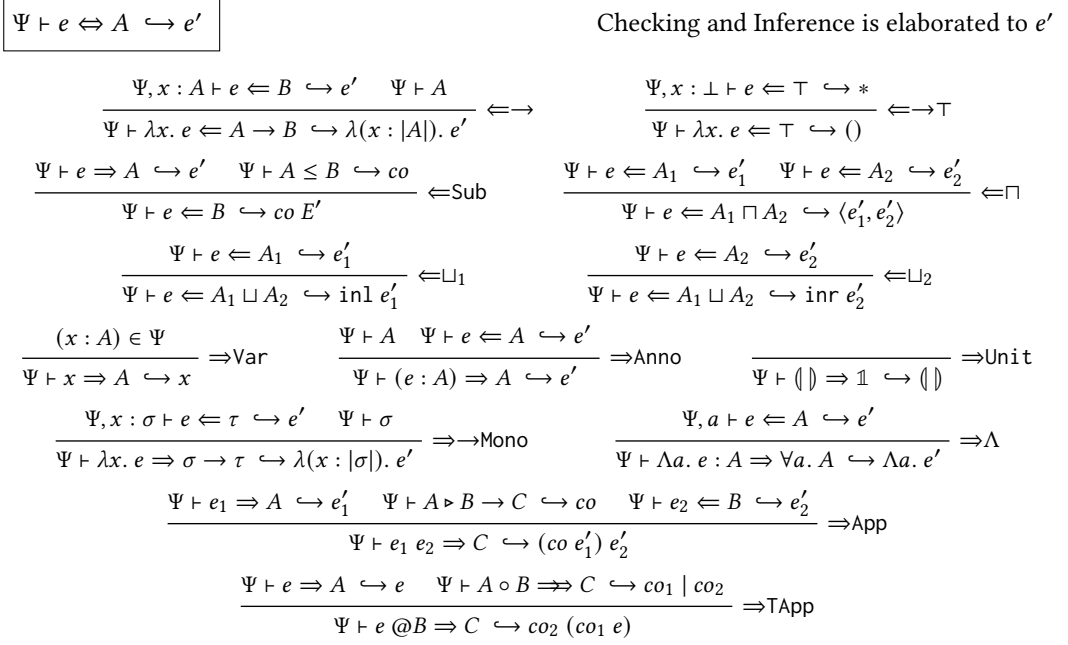 Ψ ⊢ e ⇔ A ↪ e′ Checking and Inference is elaborated to e′
Ψ, x : A ⊢ e ⇐ B ↪ e′ Ψ ⊢ A
Ψ ⊢ λx. e ⇐ A → B ↪ λ(x : |A|). e′
⇐→
Ψ, x : ⊥ ⊢ e ⇐ ⊤ ↪ *
Ψ ⊢ λx. e ⇐ ⊤ ↪ ()
⇐→⊤
Ψ ⊢ e ⇒ A ↪ e′ Ψ ⊢ A ≤ B ↪ co
Ψ ⊢ e ⇐ B ↪ co E′
⇐Sub
Ψ ⊢ e ⇐ A₁ ↪ e′₁ Ψ ⊢ e ⇐ A₂ ↪ e′₂
Ψ ⊢ e ⇐ A₁ ⊓ A₂ ↪ ⟨e′₁, e′₂⟩
⇐⊓
Ψ ⊢ e ⇐ A₁ ↪ e′₁
Ψ ⊢ e ⇐ A₁ ⊔ A₂ ↪ inl e′₁
⇐⊔₁
Ψ ⊢ e ⇐ A₂ ↪ e′₂
Ψ ⊢ e ⇐ A₁ ⊔ A₂ ↪ inr e′₂
⇐⊔₂
(x : A) ∈ Ψ
Ψ ⊢ x ⇒ A ↪ x
⇒Var
Ψ ⊢ A Ψ ⊢ e ⇐ A ↪ e′
Ψ ⊢ (e : A) ⇒ A ↪ e′
⇒Anno
Ψ ⊢ ⦇⦈ ⇒ 𝟙 ↪ ⦇⦈
⇒Unit
Ψ, x : σ ⊢ e ⇐ τ ↪ e′ Ψ ⊢ σ
Ψ ⊢ λx. e ⇒ σ → τ ↪ λ(x : |σ|). e′
⇒→Mono
Ψ, a ⊢ e ⇐ A ↪ e′
Ψ ⊢ Λa. e : A ⇒ ∀a. A ↪ Λa. e′
⇒Λ
Ψ ⊢ e₁ ⇒ A ↪ e′₁ Ψ ⊢ A ▹ B → C ↪ co Ψ ⊢ e₂ ⇐ B ↪ e′₂
Ψ ⊢ e₁ e₂ ⇒ C ↪ (co e′₁) e′₂
⇒App
Ψ ⊢ e ⇒ A ↪ e Ψ ⊢ A ∘ B ⇛ C ↪ co₁ | co₂
Ψ ⊢ e @B ⇒ C ↪ co₂ (co₁ e)
⇒TApp